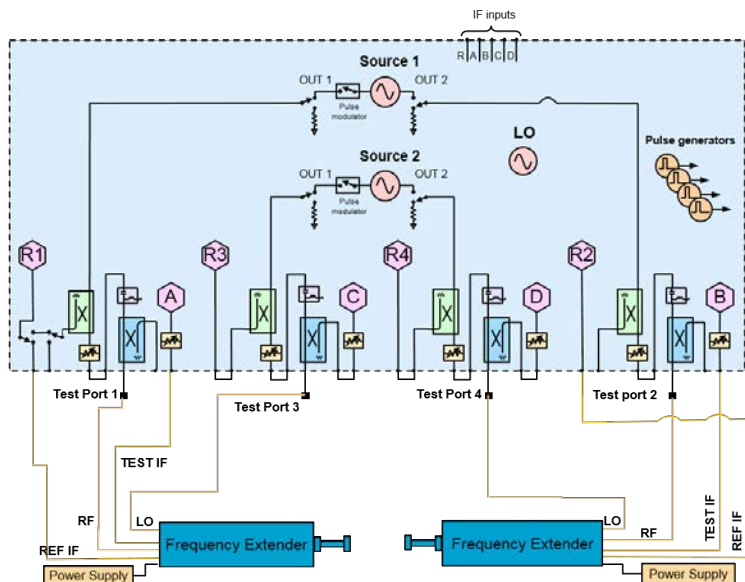 IF inputs
R A B C D
Source 1
OUT 1
OUT 2
Pulse
modulator
LO
Source 2
OUT 1
OUT 2
Pulse
modulator
Pulse generators
R1
A
R3
C
R4
D
R2
B
Test Port 1
Test Port 3
Test Port 4
Test port 2
TEST IF
RF
LO
REF IF
LO
RF
TEST IF
REF IF
Frequency Extender
Frequency Extender
Power Supply
Power Supply